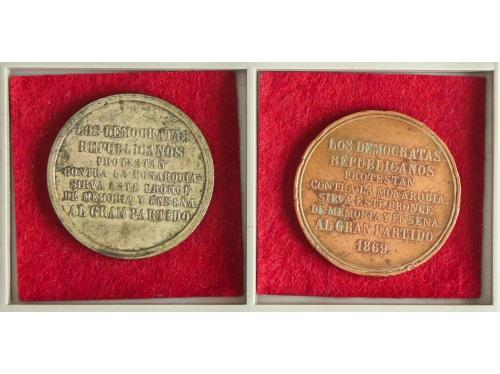 LOS DEMOCRATAS
REPUBLICANOS
PROTESTAN
CONTRA LA MONARQUIA
SIRVA ESTE BRONCE
DE MEMORIA Y ENSEÑA
AL GRAN PARTIDO
LOS DEMOCRATAS
REPUBLICANOS
PROTESTAN
CONTRA LA MONARQUIA
SIRVA ESTE BRONCE
DE MEMORIA Y ENSEÑA
AL GRAN PARTIDO
1869